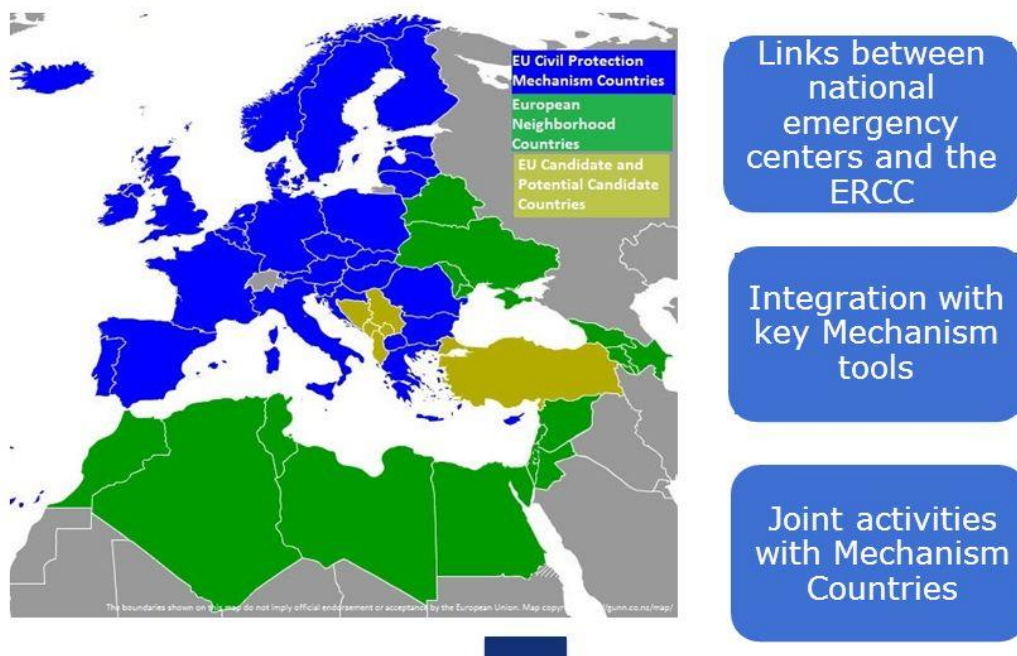 EU Civil Protection
Mechanism Countries
European
Neighborhood
Countries
EU Candidate and
Potential Candidate
Countries
Links between
national
emergency
centers and the
ERCC
Integration with
key Mechanism
tools
Joint activities
with Mechanism
Countries
The boundaries shown on this map do not imply official endorsement or acceptance by the European Union. Map /gunn.co.nz/map/